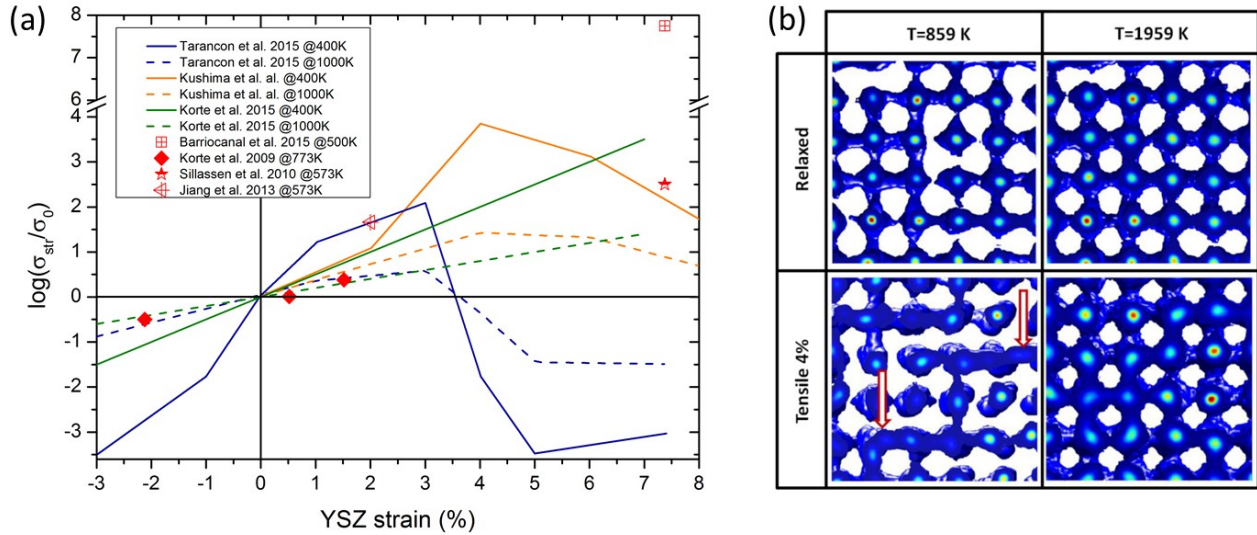 (a)
log(σstr/σ0)
8
7
6
4
3
2
1
0
-1
-2
-3
Tarancon et al. 2015 @400K
Tarancon et al. 2015 @1000K
Kushima et al. al. @400K
Kushima et al. al. @1000K
Korte et al. 2015 @400K
Korte et al. 2015 @1000K
Barriocanal et al. 2015 @500K
Korte et al. 2009 @773K
Sillassen et al. 2010 @573K
Jiang et al. 2013 @573K
-3 -2 -1 0 1 2 3 4 5 6 7 8
YSZ strain (%)
(b)
T=859 K T=1959 K
Relaxed
Tensile 4%